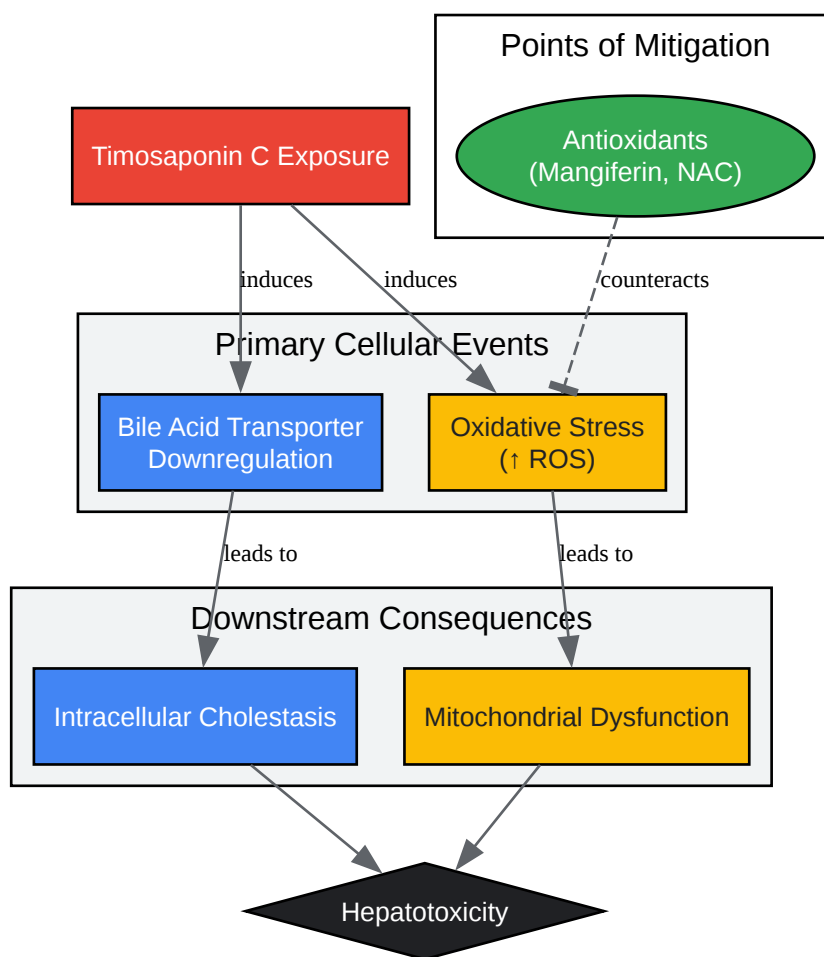 Points of Mitigation
Timosaponin C Exposure
Antioxidants
(Mangiferin, NAC)
induces
induces
counteracts
Primary Cellular Events
Bile Acid Transporter
Downregulation
Oxidative Stress
(↑ ROS)
leads to
leads to
Downstream Consequences
Intracellular Cholestasis
Mitochondrial Dysfunction
Hepatotoxicity